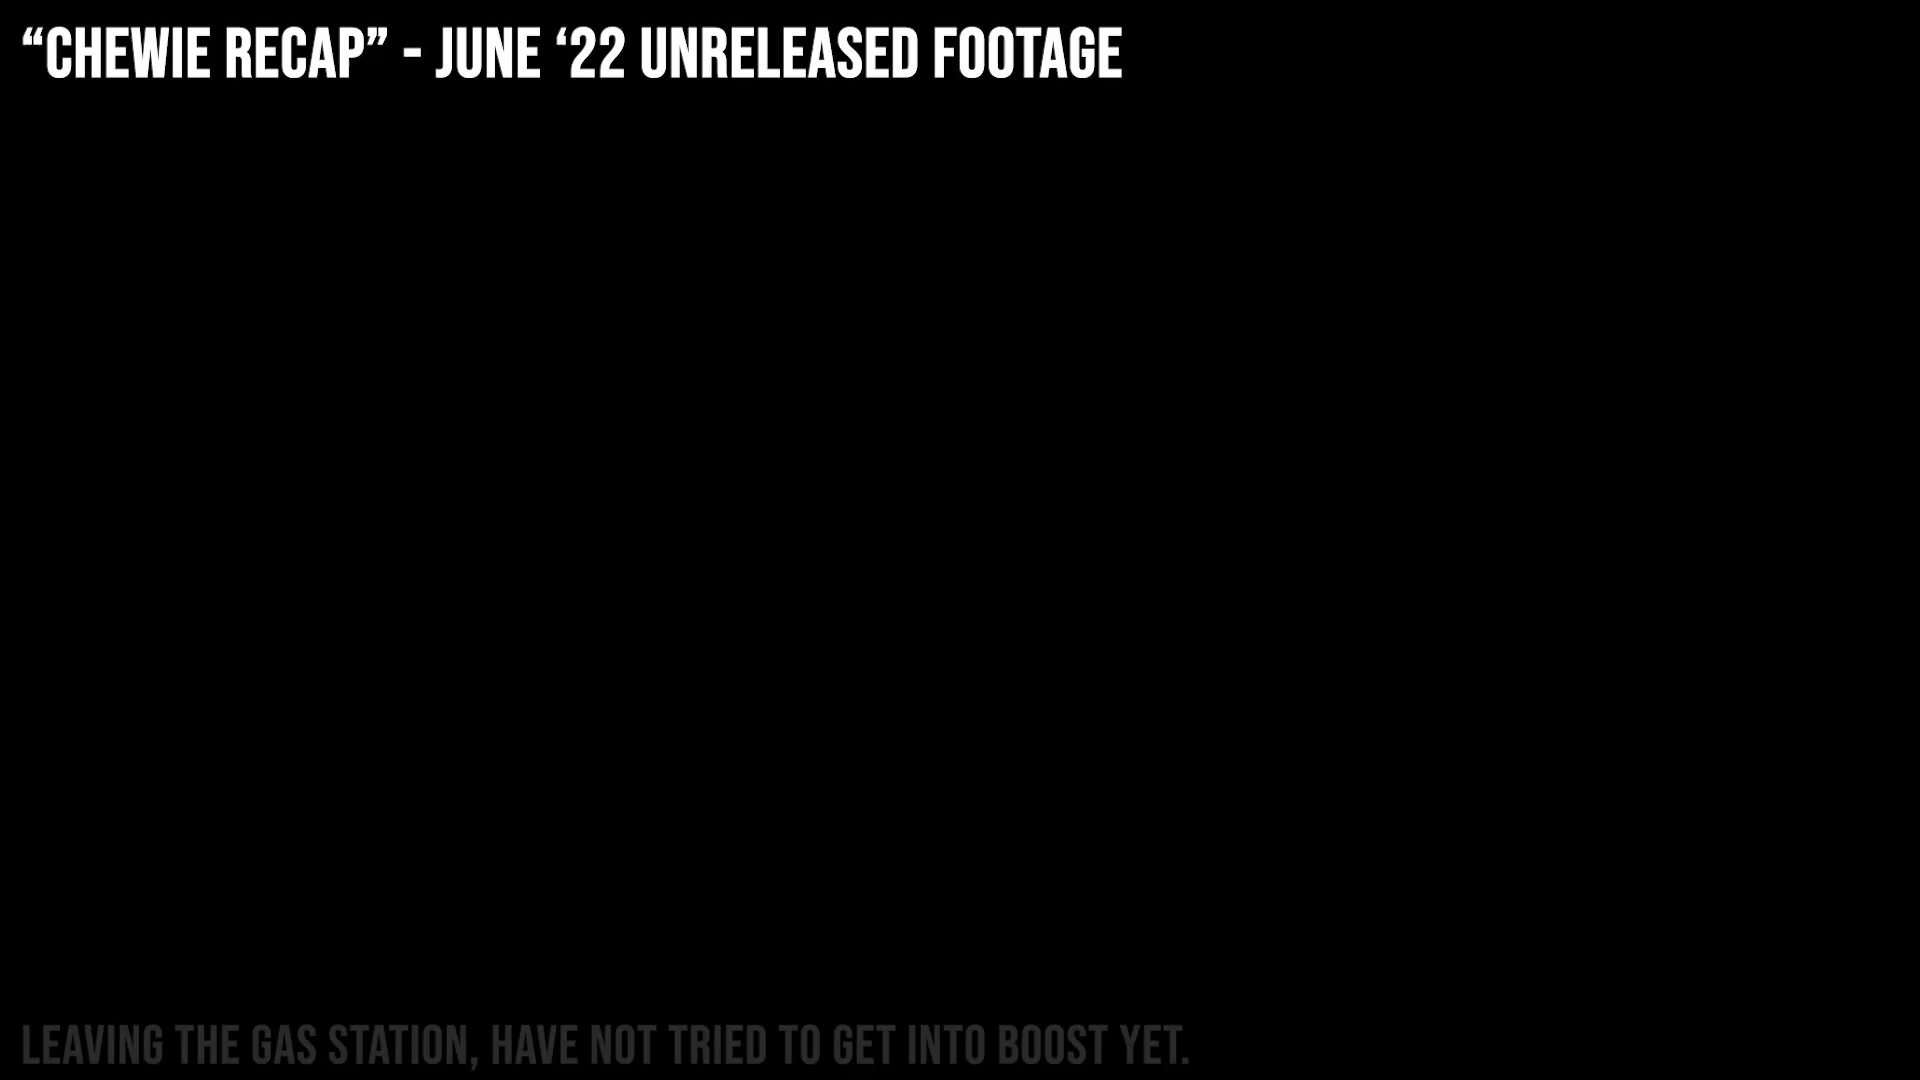 “CHEWIE RECAP” - JUNE ‘22 UNRELEASED FOOTAGE
LEAVING THE GAS STATION, HAVE NOT TRIED TO GET INTO BOOST YET.